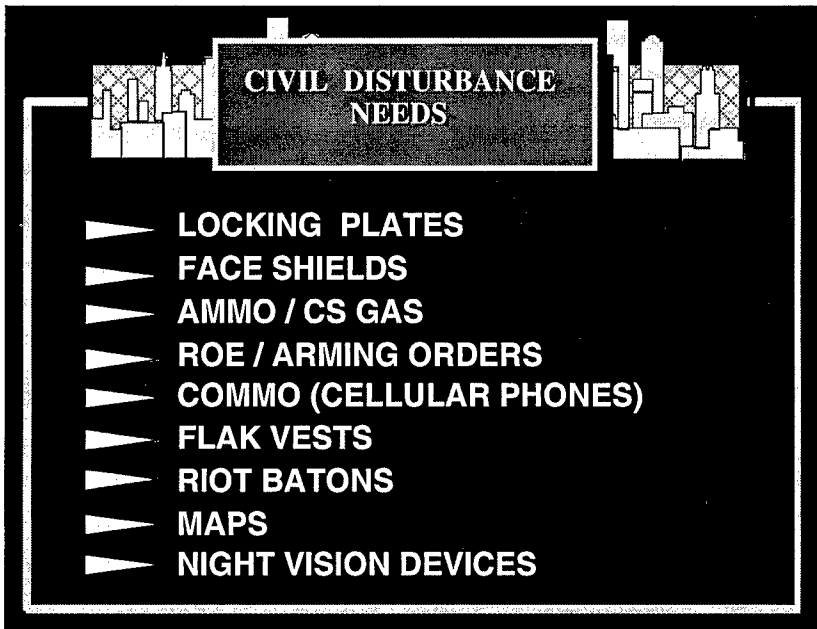 CIVIL DISTURBANCE
NEEDS
LOCKING PLATES
FACE SHIELDS
AMMO / CS GAS
ROE / ARMING ORDERS
COMMO (CELLULAR PHONES)
FLAK VESTS
RIOT BATONS
MAPS
NIGHT VISION DEVICES